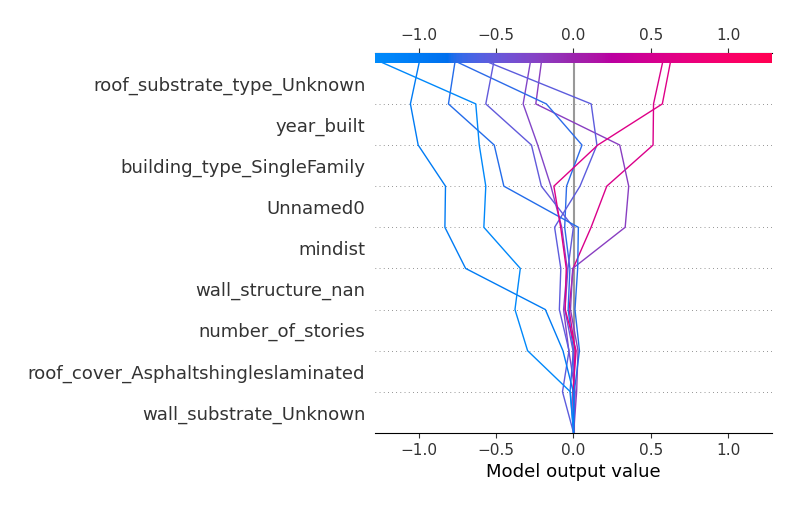 −1.0 −0.5 0.0 0.5 1.0
roof_substrate_type_Unknown
year_built
building_type_SingleFamily
Unnamed0
mindist
wall_structure_nan
number_of_stories
roof_cover_Asphaltshingleslaminated
wall_substrate_Unknown
−1.0 −0.5 0.0 0.5 1.0
Model output value